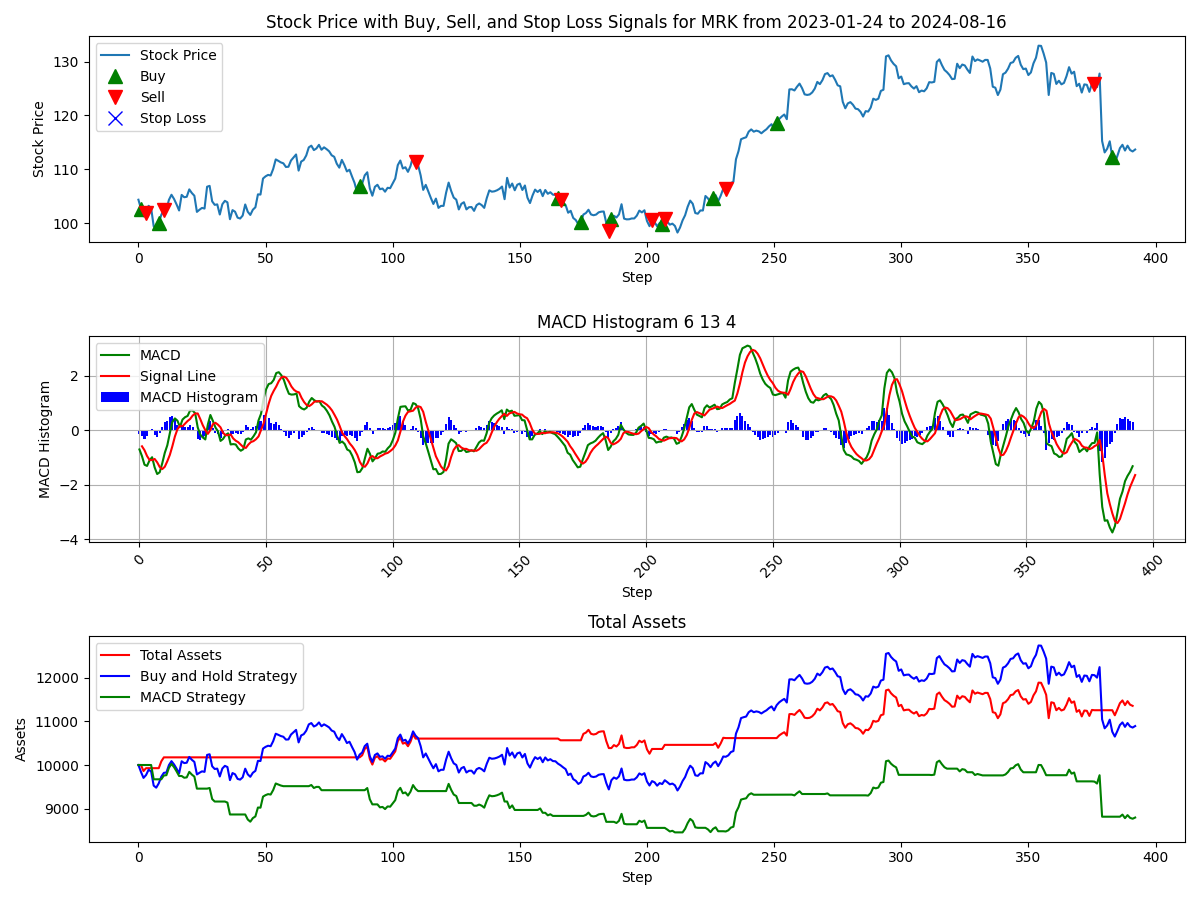 Stock Price with Buy, Sell, and Stop Loss Signals for MRK from 2023-01-24 to 2024-08-16
Stock Price
130
120
110
100
Stock Price
Buy
Sell
Stop Loss
0 50 100 150 200 250 300 350 400
Step
MACD Histogram 6 13 4
MACD Histogram
2
0
−2
−4
MACD
Signal Line
MACD Histogram
0 50 100 150 200 250 300 350 400
Step
Total Assets
Assets
12000
11000
10000
9000
Total Assets
Buy and Hold Strategy
MACD Strategy
0 50 100 150 200 250 300 350 400
Step